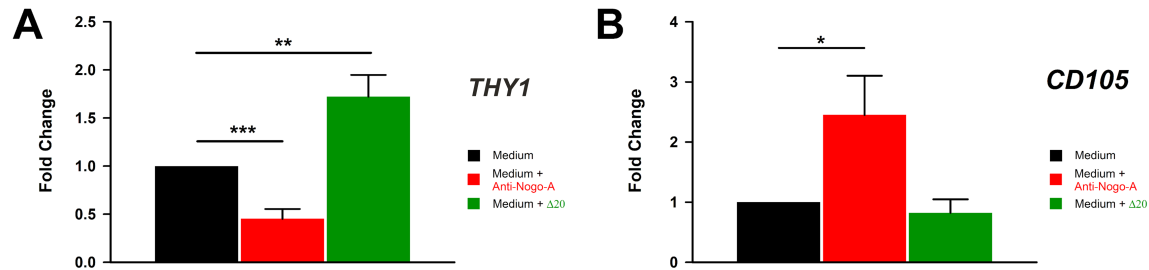 A
Fold Change
2.5
2.0
1.5
1.0
0.5
0.0
**
***
THY1
Medium
Medium +
Anti-Nogo-A
Medium + Δ20
B
Fold Change
4
3
2
1
0
*
CD105
Medium
Medium +
Anti-Nogo-A
Medium + Δ20